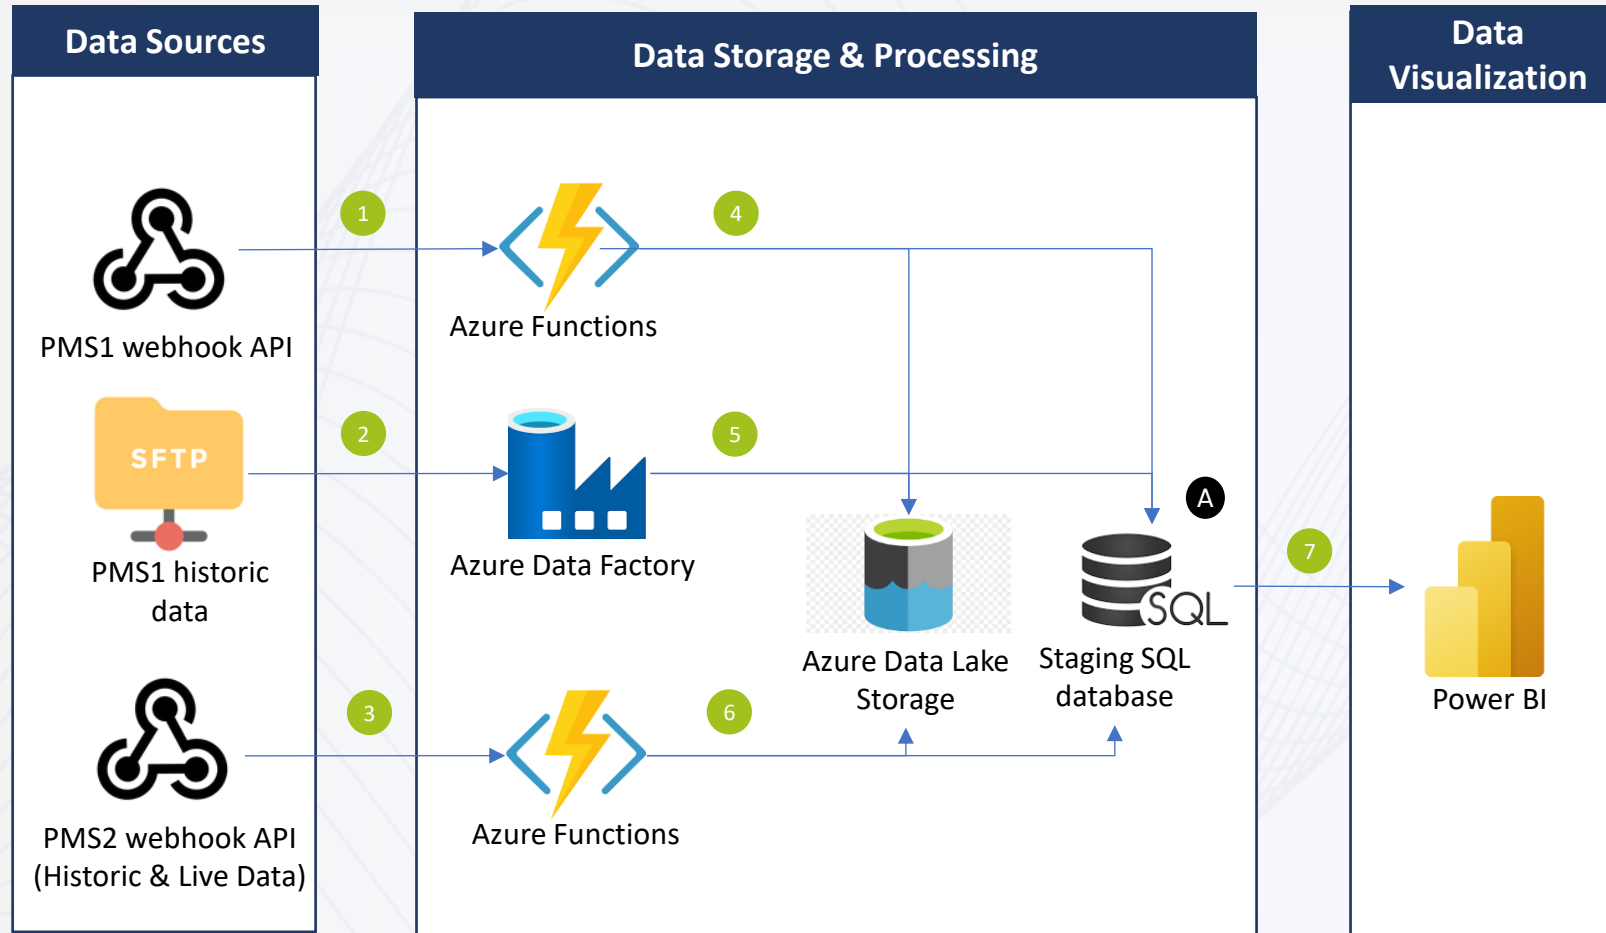 Data Sources
Data Storage & Processing
Data
Visualization
1
4
PMS1 webhook API
Azure Functions
SFTP
2
5
PMS1 historic
data
Azure Data Factory
A
SQL
7
Azure Data Lake
Storage
Staging SQL
database
Power BI
3
6
PMS2 webhook API
(Historic & Live Data)
Azure Functions